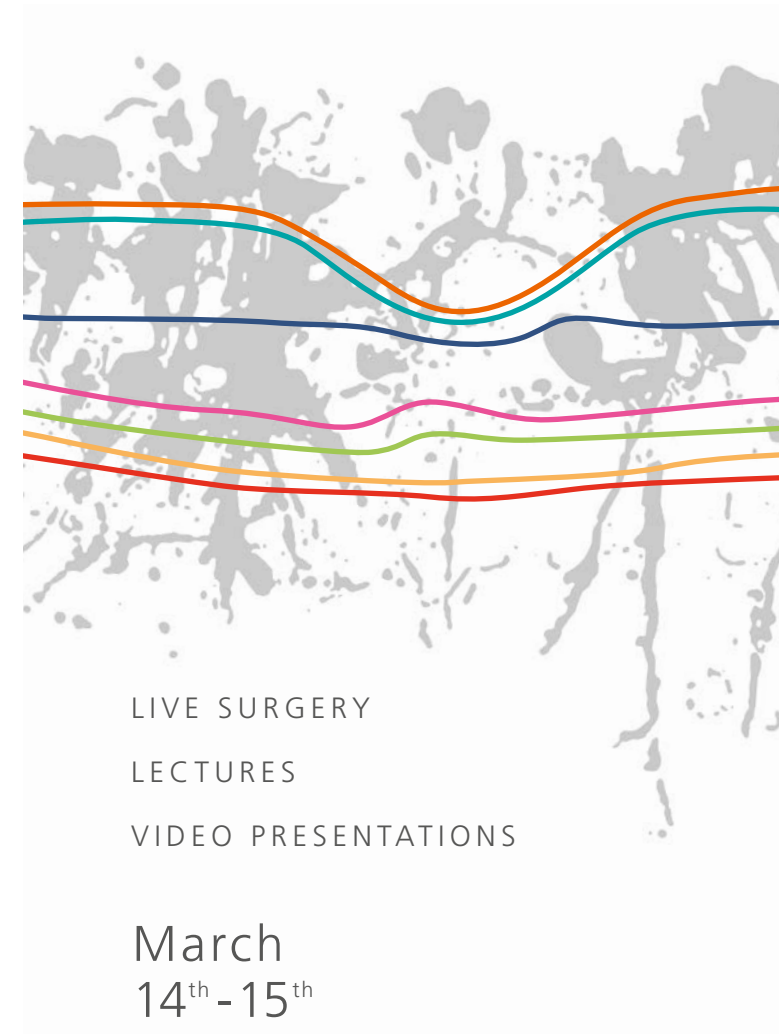 LIVE SURGERY
LECTURES
VIDEO PRESENTATIONS
March
14th-15th